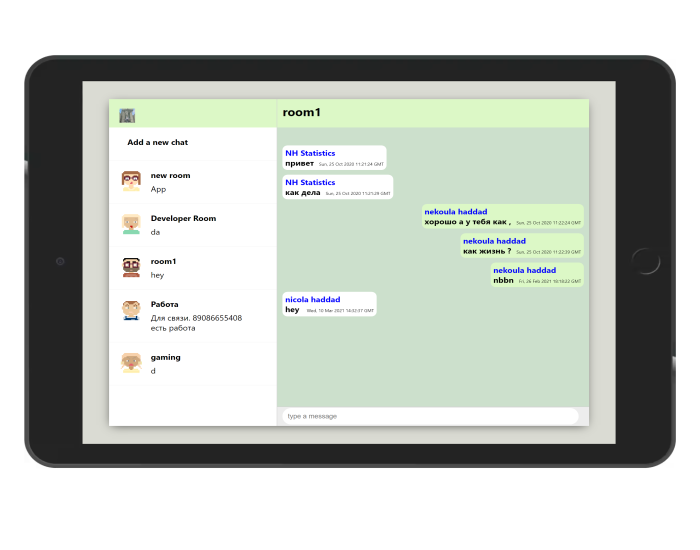 room1
Add a new chat
new room
App
Developer Room
da
room1
hey
Работа
Для связи. 89086655408
есть работа
gaming
d
NH Statistics
привет Sun, 25 Oct 2020 11:21:24 GMT
NH Statistics
как дела Sun, 25 Oct 2020 11:21:29 GMT
nekoula haddad
хорошо а у тебя как , Sun, 25 Oct 2020 11:22:24 GMT
nekoula haddad
как жизнь ? Sun, 25 Oct 2020 11:22:39 GMT
nekoula haddad
nbbn Fri, 26 Feb 2021 18:18:22 GMT
nicola haddad
hey Wed, 10 Mar 2021 14:32:37 GMT
type a message